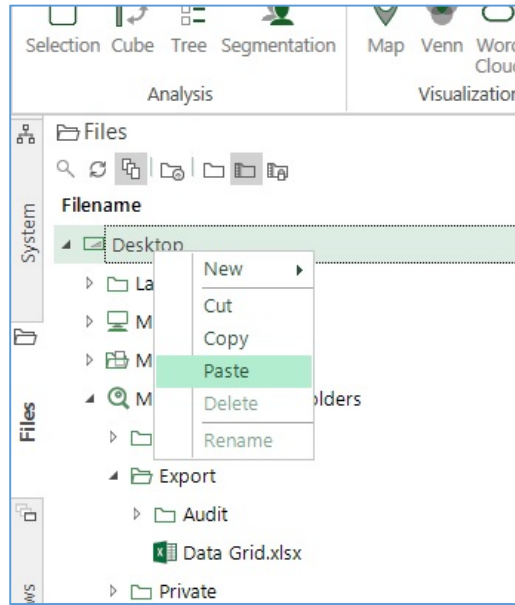 Selection Cube Tree Segmentation Map Venn Word
Cloud
Analysis Visualization
Files
Filename
System
Desktop
New
La
Cut
M
Copy
M
Paste
M
Delete
olders
Files
Rename
Export
Audit
Data Grid.xlsx
Private
ws